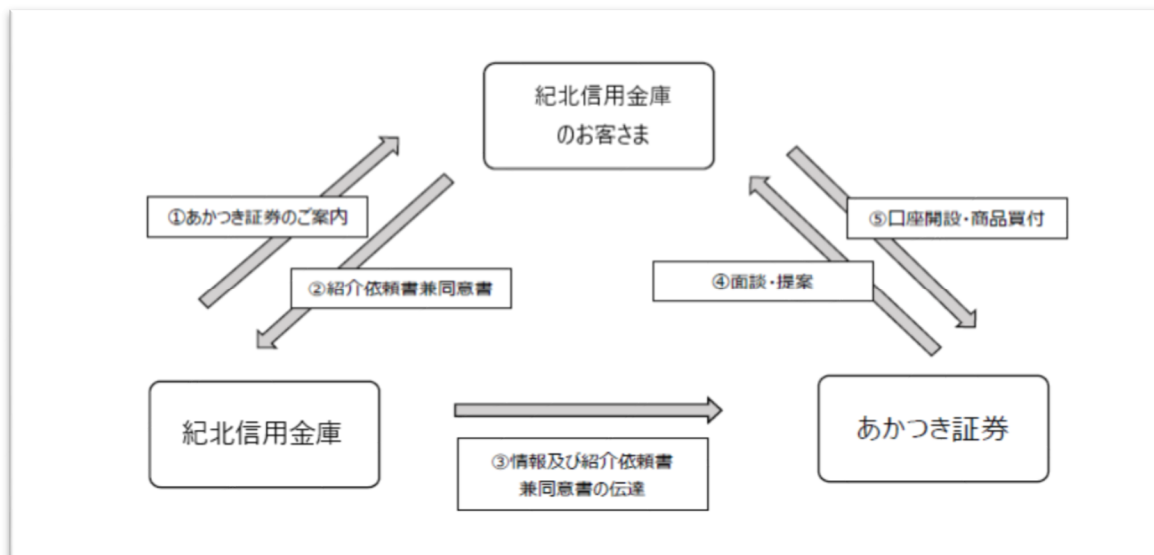 紀北信用金庫
のお客さま
①あかつき証券のご案内
⑤口座開設・商品買付
②紹介依頼書兼同意書
④面談・提案
紀北信用金庫
あかつき証券
③情報及び紹介依頼書
兼同意書の伝達